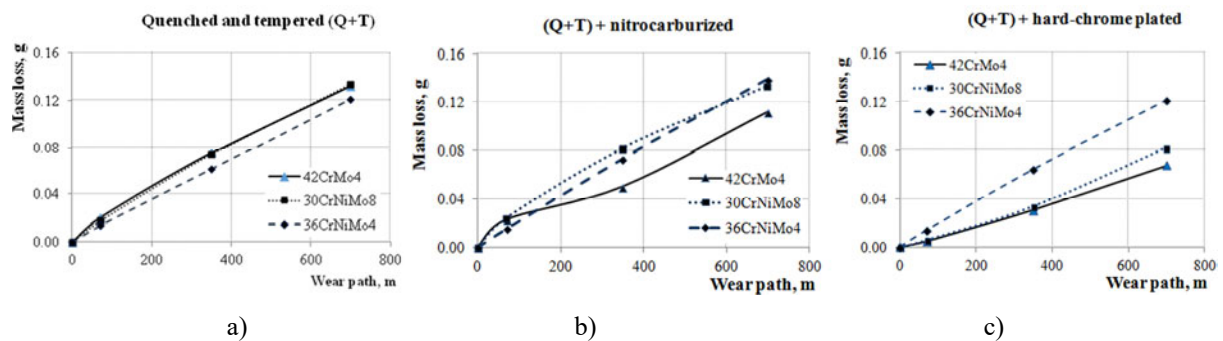 Quenched and tempered (Q+T)
Mass loss, g
0.16
0.12
0.08
0.04
0.00
42CrMo4
30CrNiMo8
36CrNiMo4
0
200
400
600
800
Wear path, m
a)
(Q+T) + nitrocarburized
Mass loss, g
0.16
0.12
0.08
0.04
0.00
42CrMo4
30CrNiMo8
36CrNiMo4
0
200
400
600
800
Wear path, m
b)
(Q+T) + hard-chrome plated
Mass loss, g
0.16
0.12
0.08
0.04
0.00
42CrMo4
30CrNiMo8
36CrNiMo4
0
200
400
600
800
Wear path, m
c)